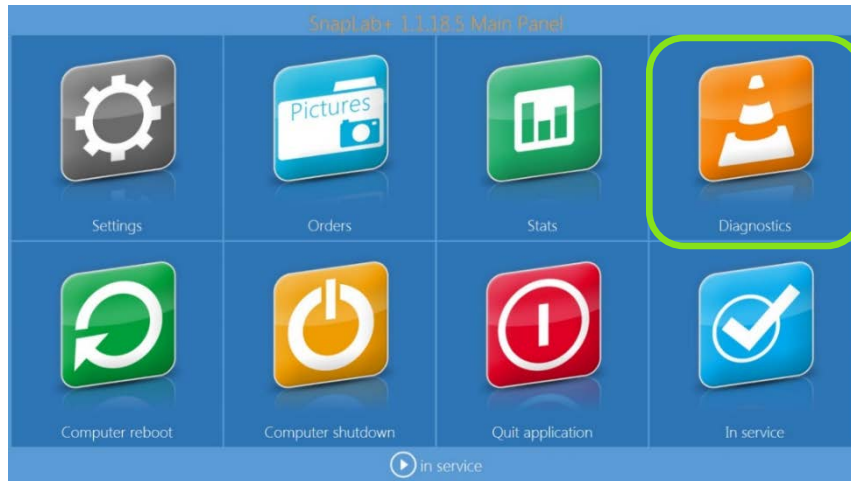 SnapLab+ 1.1.18.5 Main Panel
Pictures
Settings
Orders
Stats
Diagnostics
Computer reboot
Computer shutdown
Quit application
In service
in service